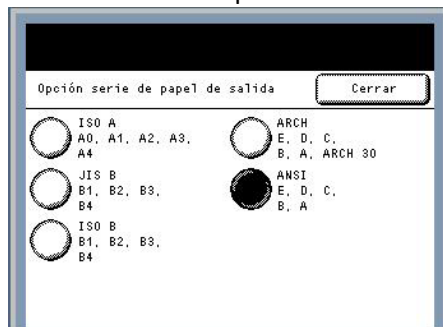 Opción serie de papel de salida
Cerrar
ISO A
A0, A1, A2, A3,
A4
JIS B
B1, B2, B3,
B4
ISO B
B1, B2, B3,
B4
ARCH
E, D, C,
B, A, ARCH 30
ANSI
E, D, C,
B, A